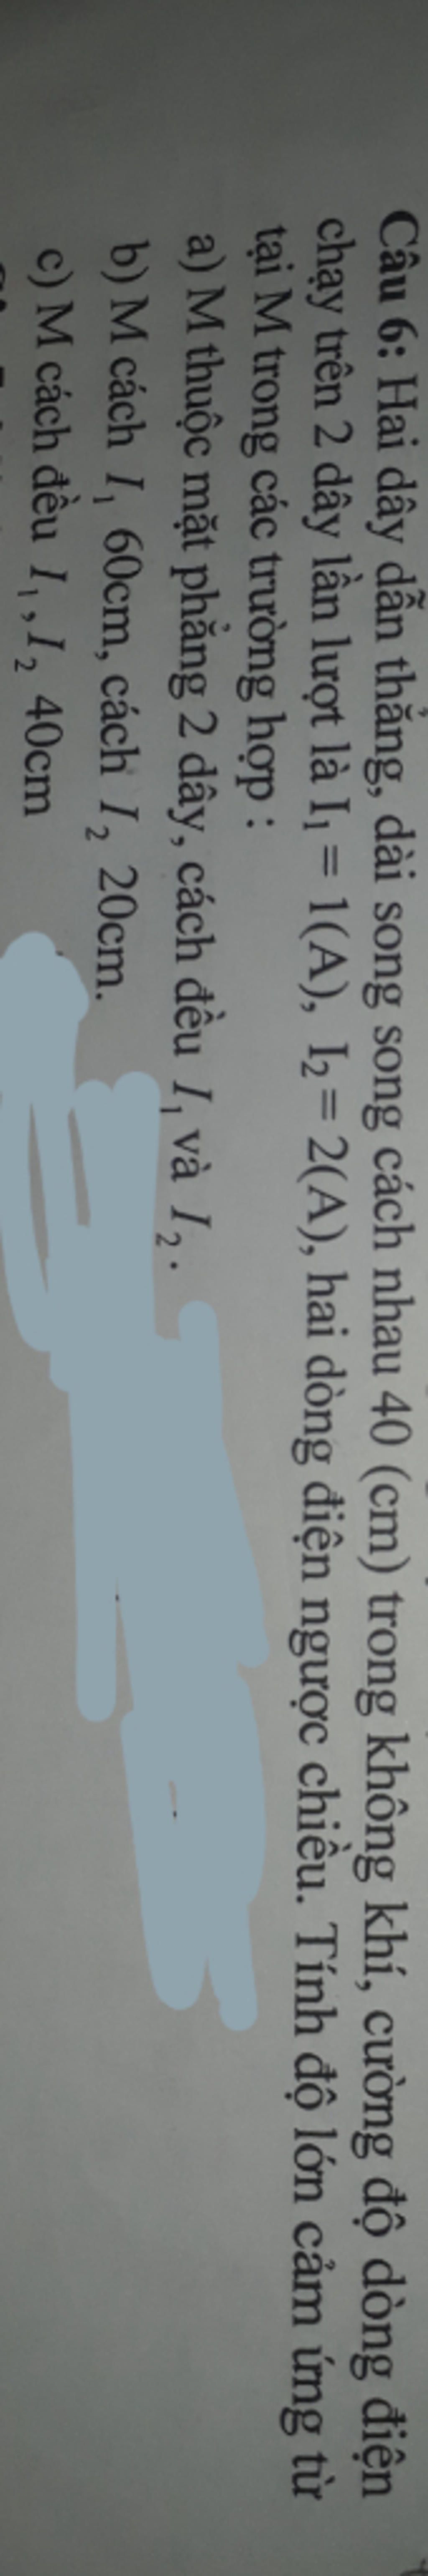 Câu 6: Hai dây dẫn thẳng, dài song song cách nhau 40 (cm) trong không khí, cường độ dòng điện
chạy trên 2 dây lần lượt là I₁ = 1(A), I₂ = 2(A), hai dòng điện ngược chiều. Tính độ lớn cảm ứng từ
tại M trong các trường hợp :
a) M thuộc mặt phẳng 2 dây, cách đều I₁ và I₂.
b) M cách I₁ 60cm, cách I₂ 20cm.
c) M cách đều I₁, I₂ 40cm